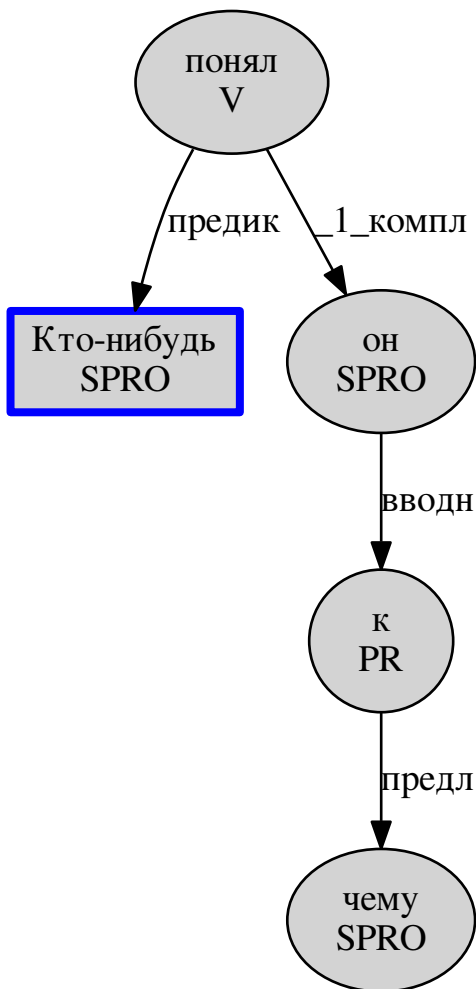 понял
V
предик
_1_компл
Кто-нибудь
SPRO
он
SPRO
вводн
к
PR
предл
чему
SPRO